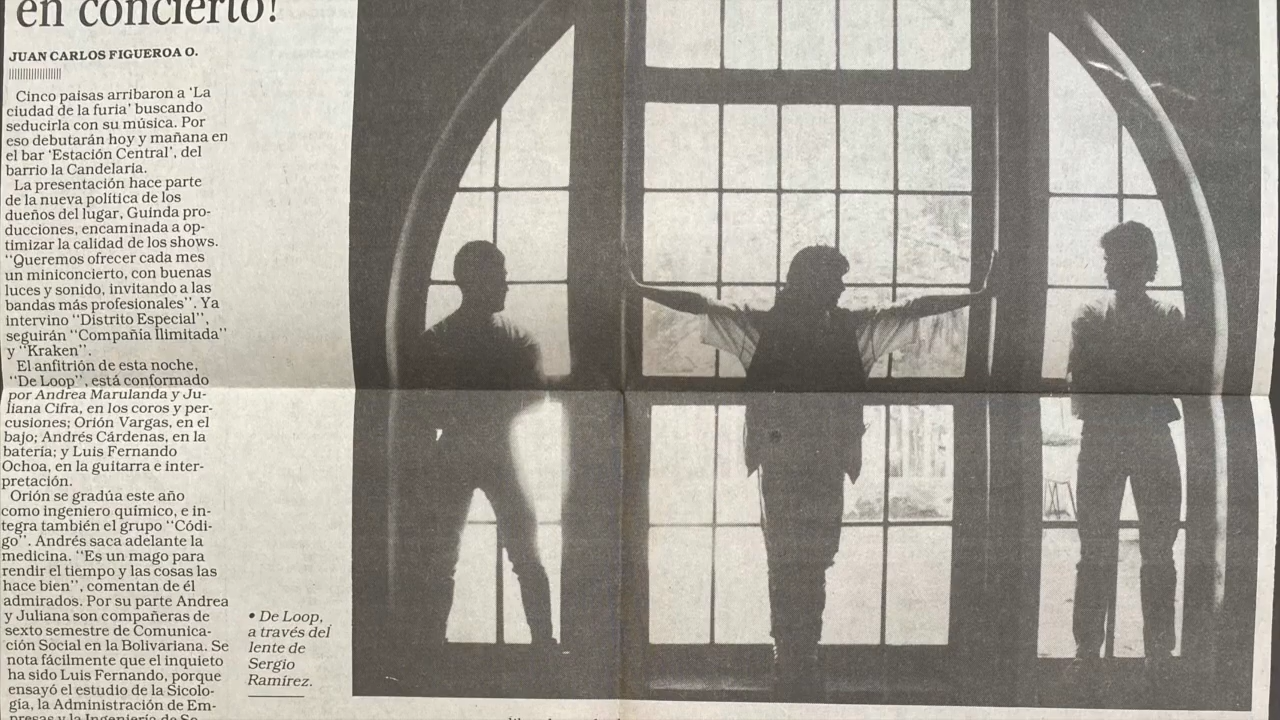 en concierto!
JUAN CARLOS FIGUEROA O.
Cinco paisas arribaron a 'La
ciudad de la furia' buscando
seducirla con su música. Por
eso debutarán hoy y mañana en
el bar 'Estación Central', del
barrio la Candelaria.
La presentación hace parte
de la nueva política de los
dueños del lugar, Guinda pro-
ducciones, encaminada a op-
timizar la calidad de los shows.
"Queremos ofrecer cada mes
un miniconcierto, con buenas
luces y sonido, invitando a las
bandas más profesionales". Ya
intervino "Distrito Especial",
seguirán "Compañía Ilimitada"
y "Kraken".
El anfitrión de esta noche,
"De Loop", está conformado
por Andrea Marulanda y Ju-
liana Cifra, en los coros y per-
cusiones; Orión Vargas, en el
bajo; Andrés Cárdenas, en la
batería; y Luis Fernando
Ochoa, en la guitarra e inter-
pretación.
Orión se gradúa este año
como ingeniero químico, e in-
tegra también el grupo "Códi-
go". Andrés saca adelante la
medicina. "Es un mago para
rendir el tiempo y las cosas las
hace bien", comentan de él
admirados. Por su parte Andrea
y Juliana son compañeras de
sexto semestre de Comunica-
ción Social en la Bolivariana. Se
nota fácilmente que el inquieto
ha sido Luis Fernando, porque
ensayó el estudio de la Sicolo-
gía, la Administración de Em-
presas y la Ingeniería de
• De Loop,
a través del
lente de
Sergio
Ramírez.